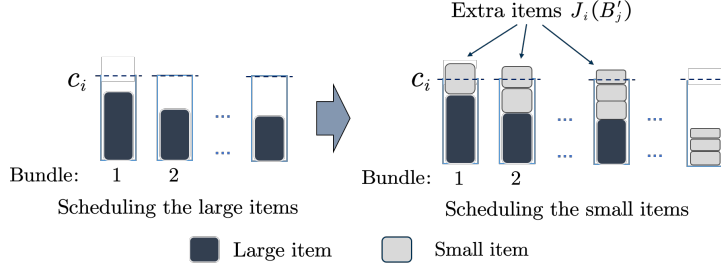 Extra items $J_i(B'_j)$
$c_i$
...
...
Bundle: 1 2
Scheduling the large items
$c_i$
... ...
... ...
Bundle: 1 2
Scheduling the small items
Large item
Small item